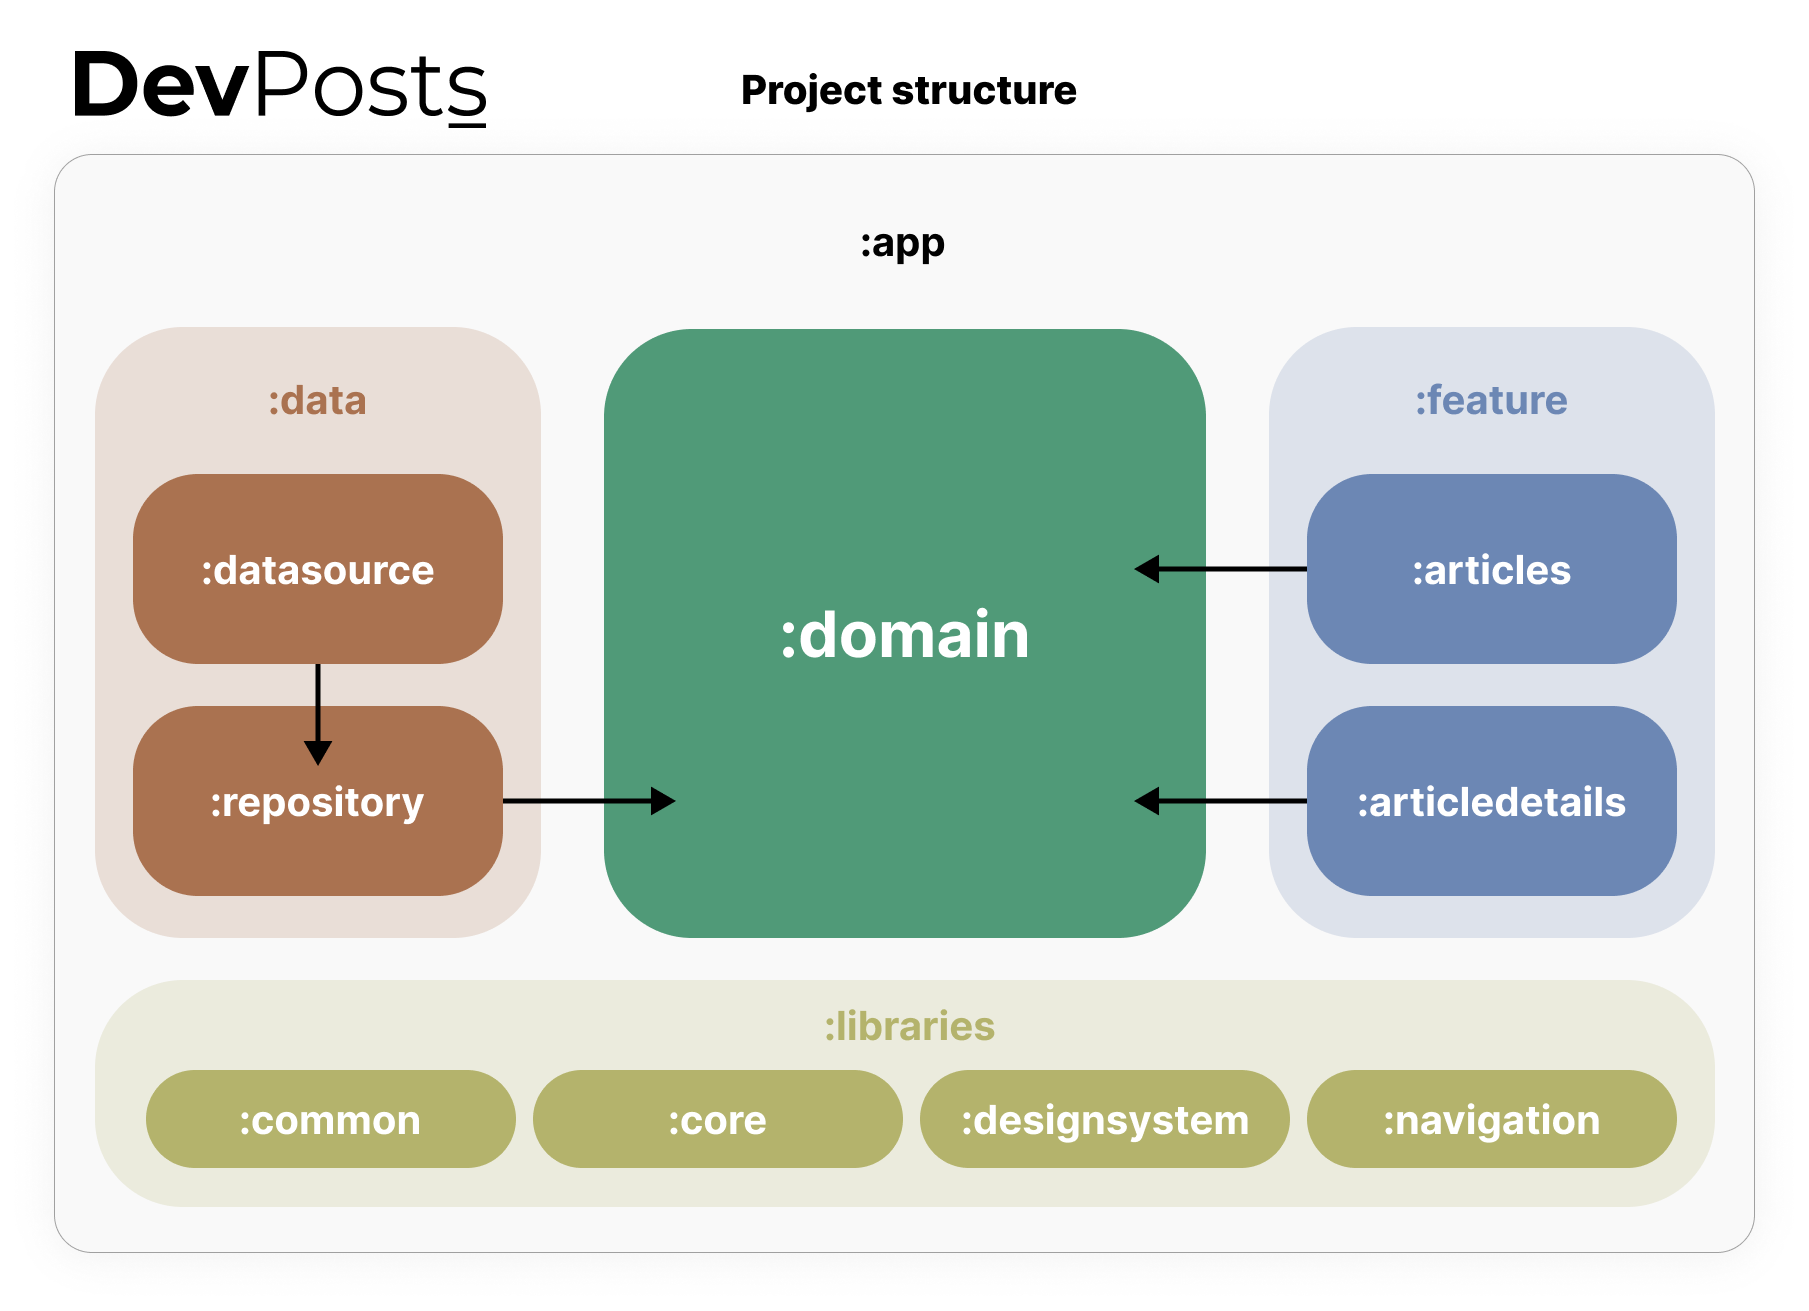 DevPosts
Project structure
:app
:data
:datasource
:repository
:domain
:feature
:articles
:articledetails
:libraries
:common
:core
:designsystem
:navigation